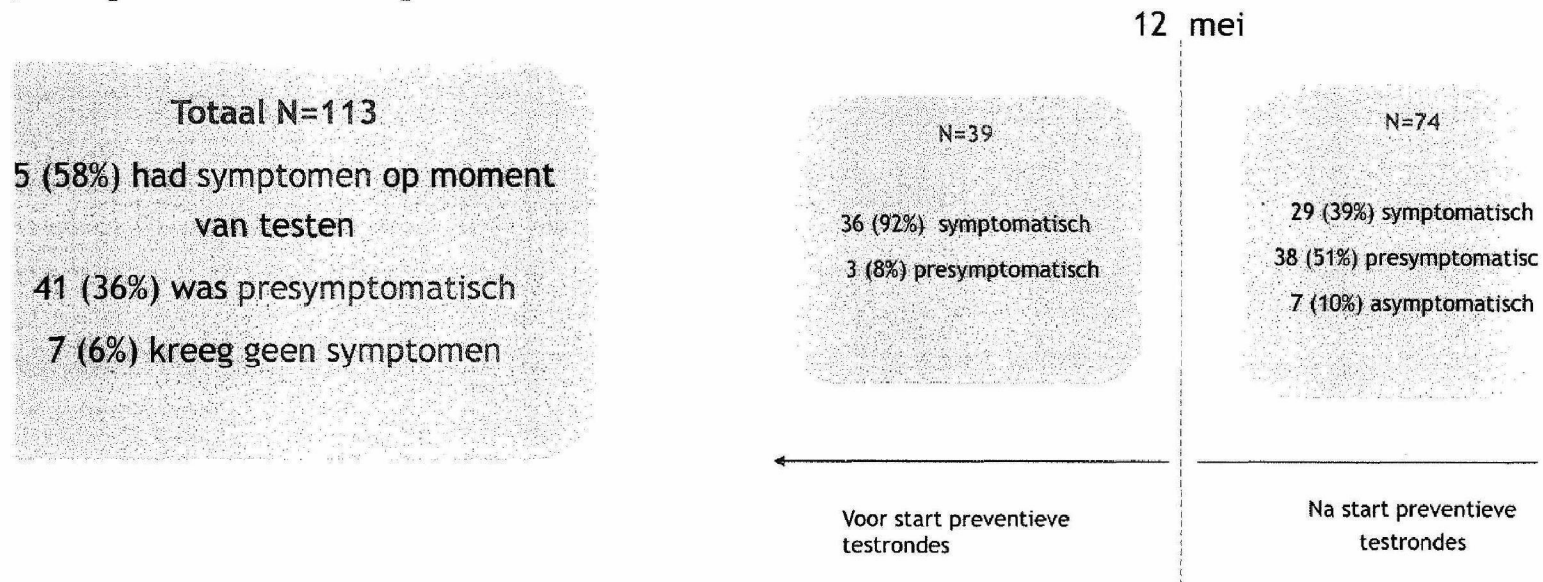 Totaal N=113
5 (58%) had symptomen op moment
van testen
41 (36%) was presymptomatisch
7 (6%) kreeg geen symptomen
12 mei
N=39
36 (92%) symptomatisch
3 (8%) presymptomatisch
N=74
29 (39%) symptomatisch
38 (51%) presymptomatisc
7 (10%) asymptomatisch
Voor start preventieve
testrondes
Na start preventieve
testrondes